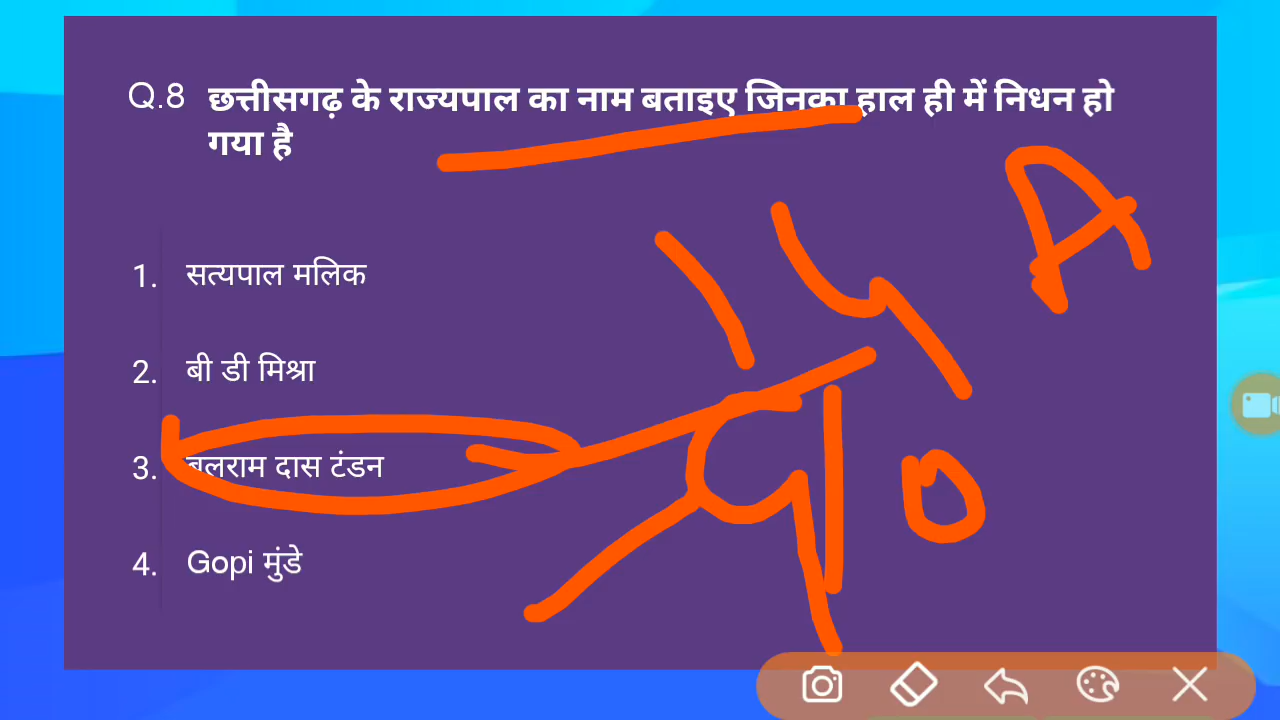 Q.8 छत्तीसगढ़ के राज्यपाल का नाम बताइए जिनका हाल ही में निधन हो
गया है
1. सत्यपाल मलिक
2. बी डी मिश्रा
3. बलराम दास टंडन
4. Gopi मुंडे